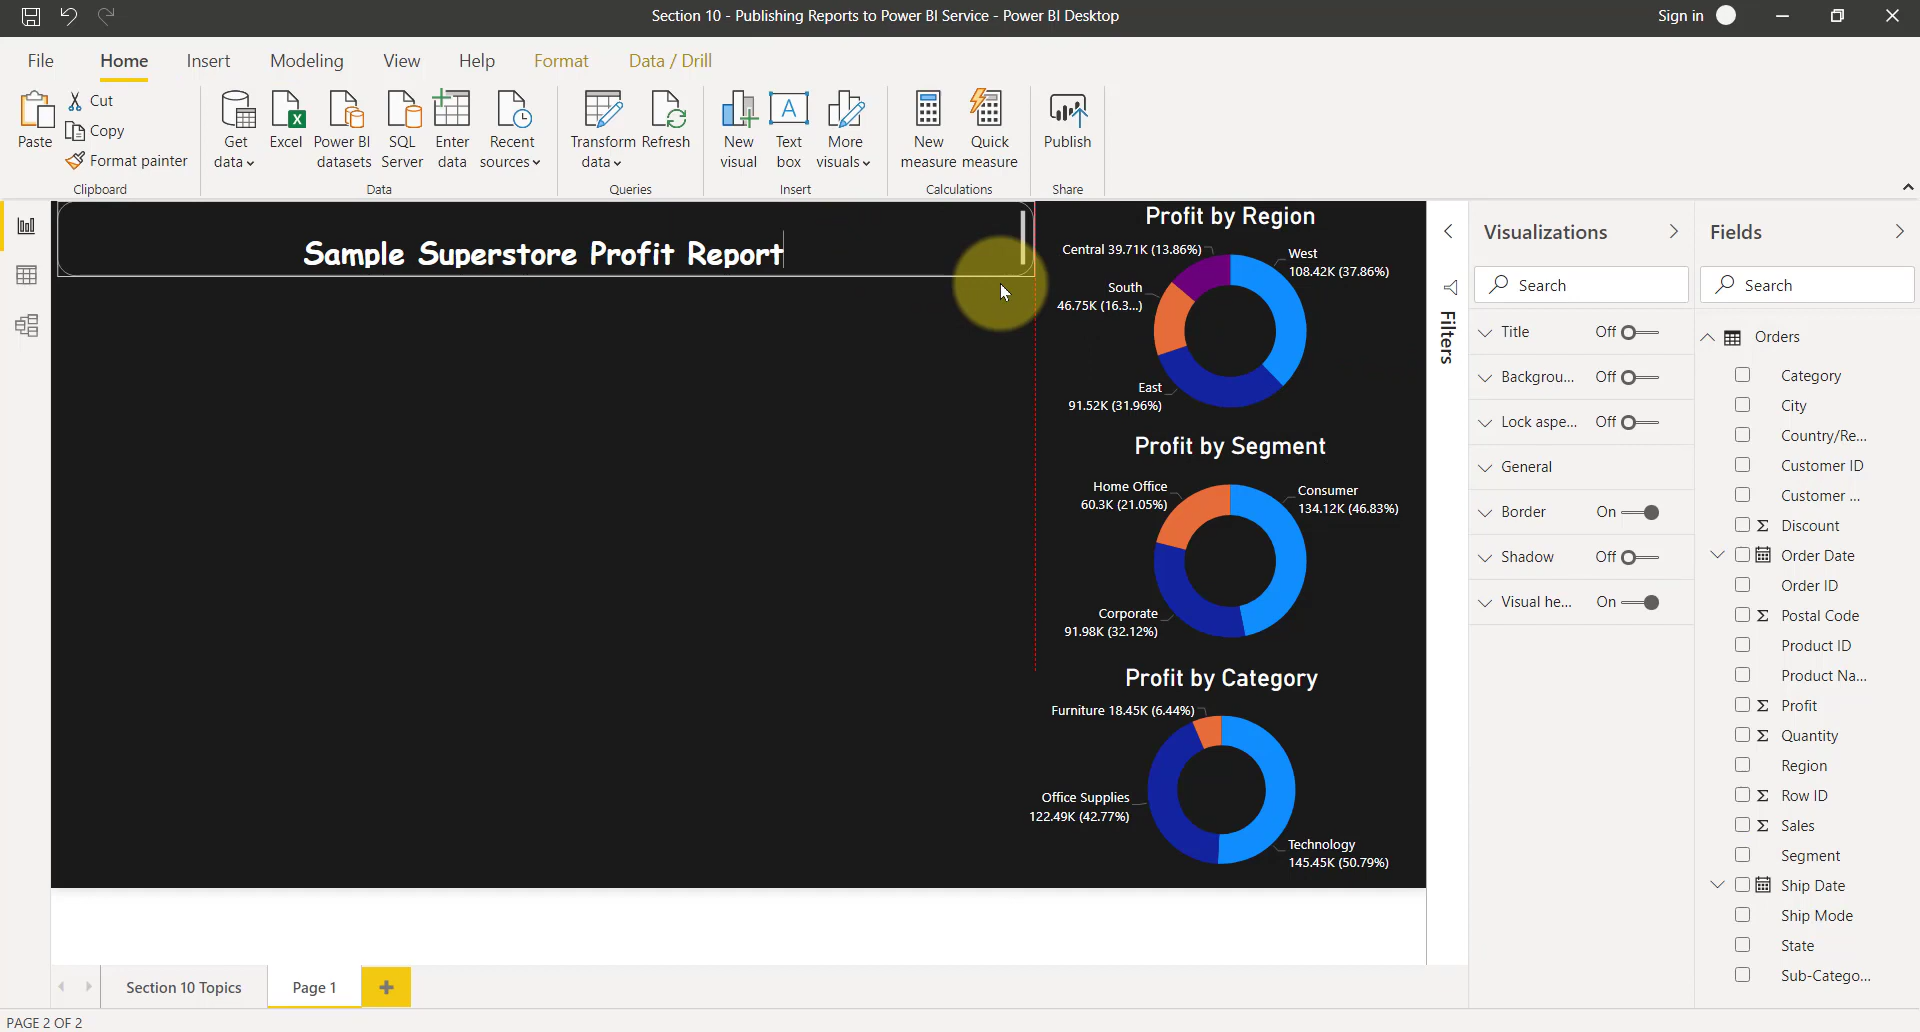 Section 10 - Publishing Reports to Power BI Service - Power BI Desktop
Sign in
File
Home
Insert
Modeling
View
Help
Format
Data / Drill
Paste
Cut
Copy
Format painter
Clipboard
Get
data
Excel
Power BI
datasets
SQL
Server
Enter
data
Recent
sources
Data
Transform
data
Refresh
Queries
New
visual
A
Text
box
More
visuals
Insert
New
measure
Quick
measure
Calculations
Publish
Share
Sample Superstore Profit Report
Profit by Region
Central 39.71K (13.86%)
West
108.42K (37.86%)
South
46.75K (16.3...)
East
91.52K (31.96%)
Profit by Segment
Home Office
60.3K (21.05%)
Consumer
134.12K (46.83%)
Corporate
91.98K (32.12%)
Profit by Category
Furniture 18.45K (6.44%)
Office Supplies
122.49K (42.77%)
Technology
145.45K (50.79%)
Filters
Visualizations
Search
Title Off
Backgrou... Off
Lock aspe... Off
General
Border On
Shadow Off
Visual he... On
Fields
Search
Orders
Category
City
Country/Re...
Customer ID
Customer ...
Σ Discount
Order Date
Order ID
Σ Postal Code
Product ID
Product Na...
Σ Profit
Σ Quantity
Region
Σ Row ID
Σ Sales
Segment
Ship Date
Ship Mode
State
Sub-Catego...
Section 10 Topics
Page 1
PAGE 2 OF 2